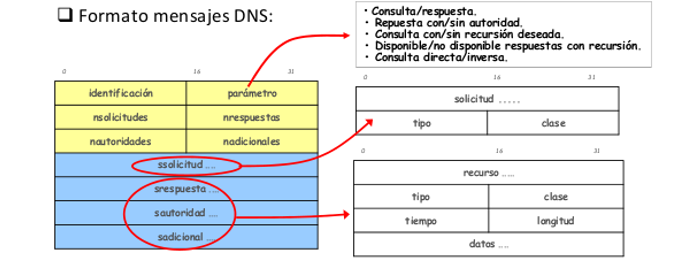 ❑ Formato mensajes DNS:
• Consulta/respuesta.
• Repuesta con/sin autoridad.
• Consulta con/sin recursión deseada.
• Disponible/no disponible respuestas con recursión.
• Consulta directa/inversa.
0 16 31
identificación parámetro
nsolicitudes nrespuestas
nautoridades nadicionales
ssolicitud ....
srespuesta ....
sautoridad ....
sadicional ....
0 16 31
solicitud .....
tipo clase
0 16 31
recurso .....
tipo clase
tiempo longitud
datos ....